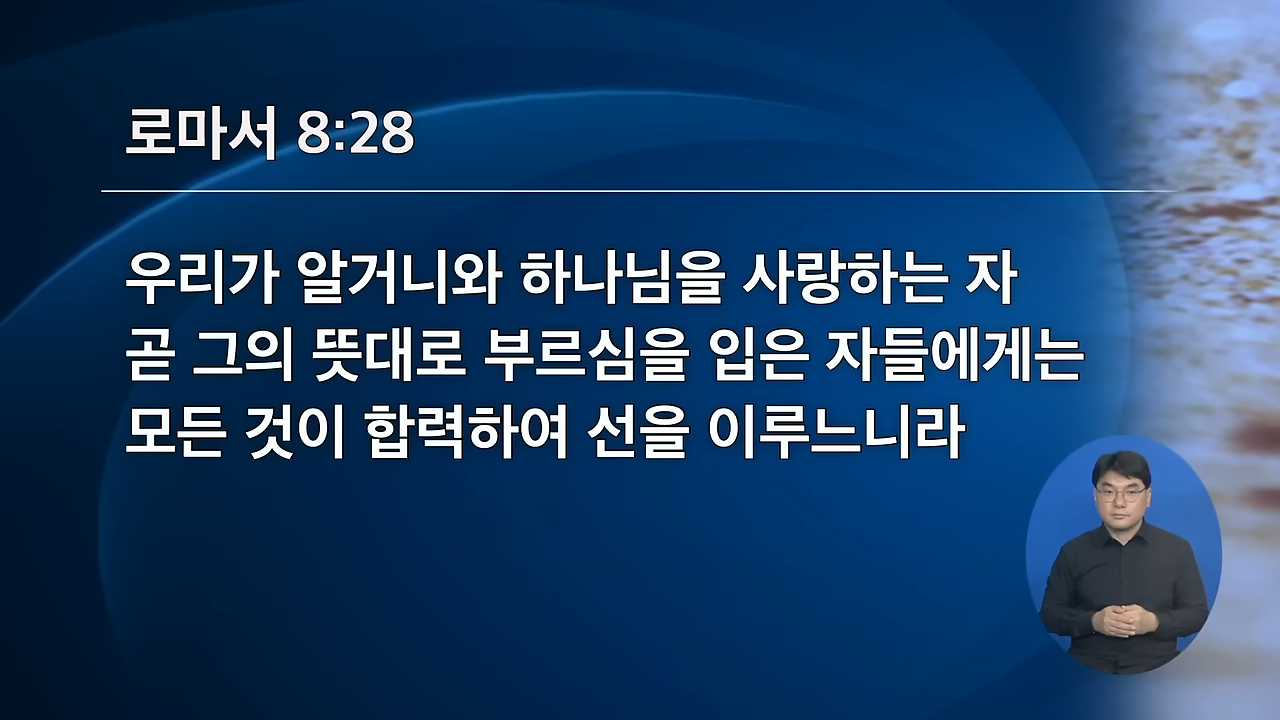 로마서 8:28
우리가 알거니와 하나님을 사랑하는 자
곧 그의 뜻대로 부르심을 입은 자들에게는
모든 것이 합력하여 선을 이루느니라